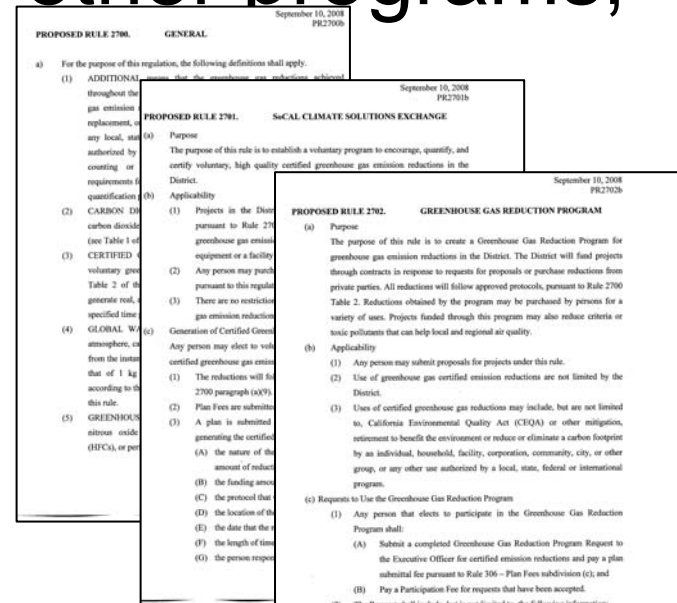 other programs,
September 10, 2008
PR2700b
PROPOSED RULE 2700. GENERAL
a) For the purpose of this regulation, the following definitions shall apply.
(1) ADDITIONAL means that the greenhouse gas reductions achieved
throughout the
gas emission
replacement, o
any local, stat
authorized by
counting or
requirements f
quantification
(2) CARBON DI
carbon dioxide
(see Table 1 of
(3) CERTIFIED
voluntary gree
Table 2 of th
generate real, a
specified time
(4) GLOBAL WA
atmosphere, ca
from the instan
that of 1 kg
according to th
this rule.
(5) GREENHOUS
nitrous oxide
(HFCs), or per
September 10, 2008
PR2701b
PROPOSED RULE 2701. SoCAL CLIMATE SOLUTIONS EXCHANGE
(a) Purpose
The purpose of this rule is to establish a voluntary program to encourage, quantify, and
certify voluntary, high quality certified greenhouse gas emission reductions in the
District.
(b) Applicability
(1) Projects in the Distr
pursuant to Rule 270
greenhouse gas emissi
equipment or a facility
(2) Any person may purch
pursuant to this regulat
(3) There are no restriction
gas emission reduction
(c) Generation of Certified Greenh
Any person may elect to volu
certified greenhouse gas emiss
(1) The reductions will fol
2700 paragraph (a)(9).
(2) Plan Fees are submitte
(3) A plan is submitted
generating the certified
(A) the nature of the
amount of reducti
(B) the funding amou
(C) the protocol that
(D) the location of th
(E) the date that the
(F) the length of time
(G) the person respon
September 10, 2008
PR2702b
PROPOSED RULE 2702. GREENHOUSE GAS REDUCTION PROGRAM
(a) Purpose
The purpose of this rule is to create a Greenhouse Gas Reduction Program for
greenhouse gas emission reductions in the District. The District will fund projects
through contracts in response to requests for proposals or purchase reductions from
private parties. All reductions will follow approved protocols, pursuant to Rule 2700
Table 2. Reductions obtained by the program may be purchased by persons for a
variety of uses. Projects funded through this program may also reduce criteria or
toxic pollutants that can help local and regional air quality.
(b) Applicability
(1) Any person may submit proposals for projects under this rule.
(2) Use of greenhouse gas certified emission reductions are not limited by the
District.
(3) Uses of certified greenhouse gas reductions may include, but are not limited
to, California Environmental Quality Act (CEQA) or other mitigation,
retirement to benefit the environment or reduce or eliminate a carbon footprint
by an individual, household, facility, corporation, community, city, or other
group, or any other use authorized by a local, state, federal or international
program.
(c) Requests to Use the Greenhouse Gas Reduction Program
(1) Any person that elects to participate in the Greenhouse Gas Reduction
Program shall:
(A) Submit a completed Greenhouse Gas Reduction Program Request to
the Executive Officer for certified emission reductions and pay a plan
submittal fee pursuant to Rule 306 – Plan Fees subdivision (c); and
(B) Pay a Participation Fee for requests that have been accepted.